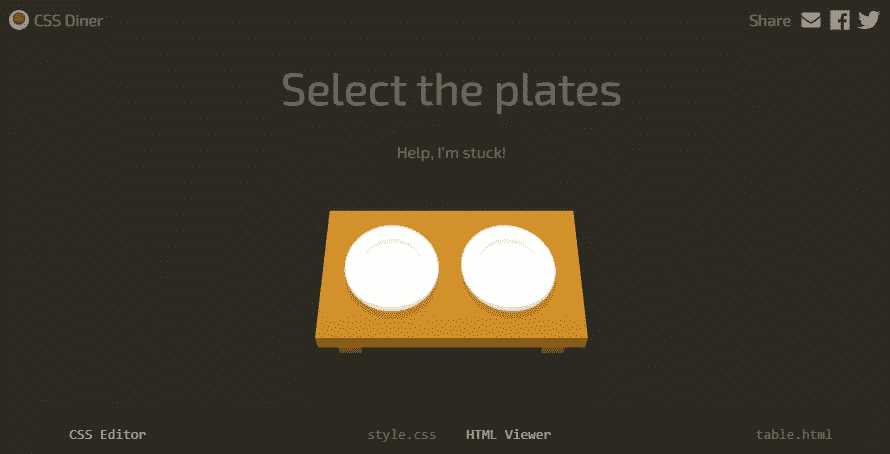 CSS Diner
Share
Select the plates
Help, I'm stuck!
CSS Editor
style.css
HTML Viewer
table.html